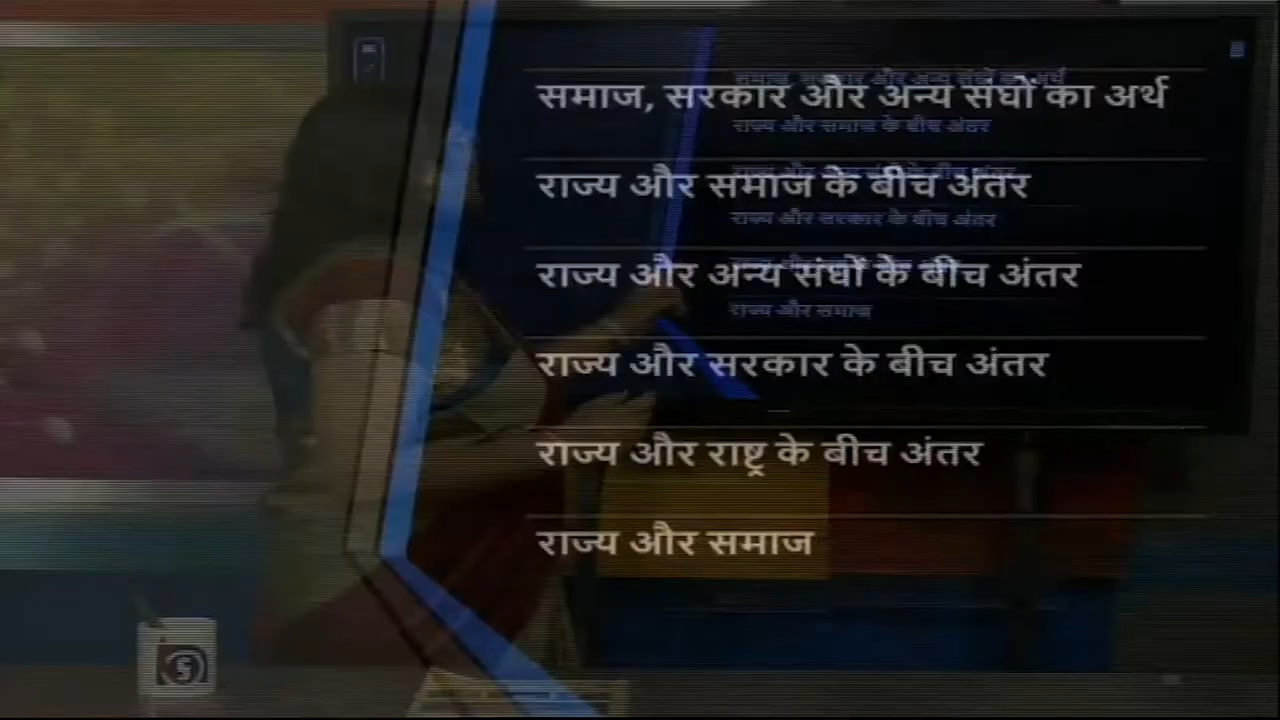 समाज, सरकार और अन्य संघों का अर्थ
राज्य और समाज के बीच अंतर
राज्य और अन्य संघों के बीच अंतर
राज्य और सरकार के बीच अंतर
राज्य और राष्ट्र के बीच अंतर
राज्य और समाज